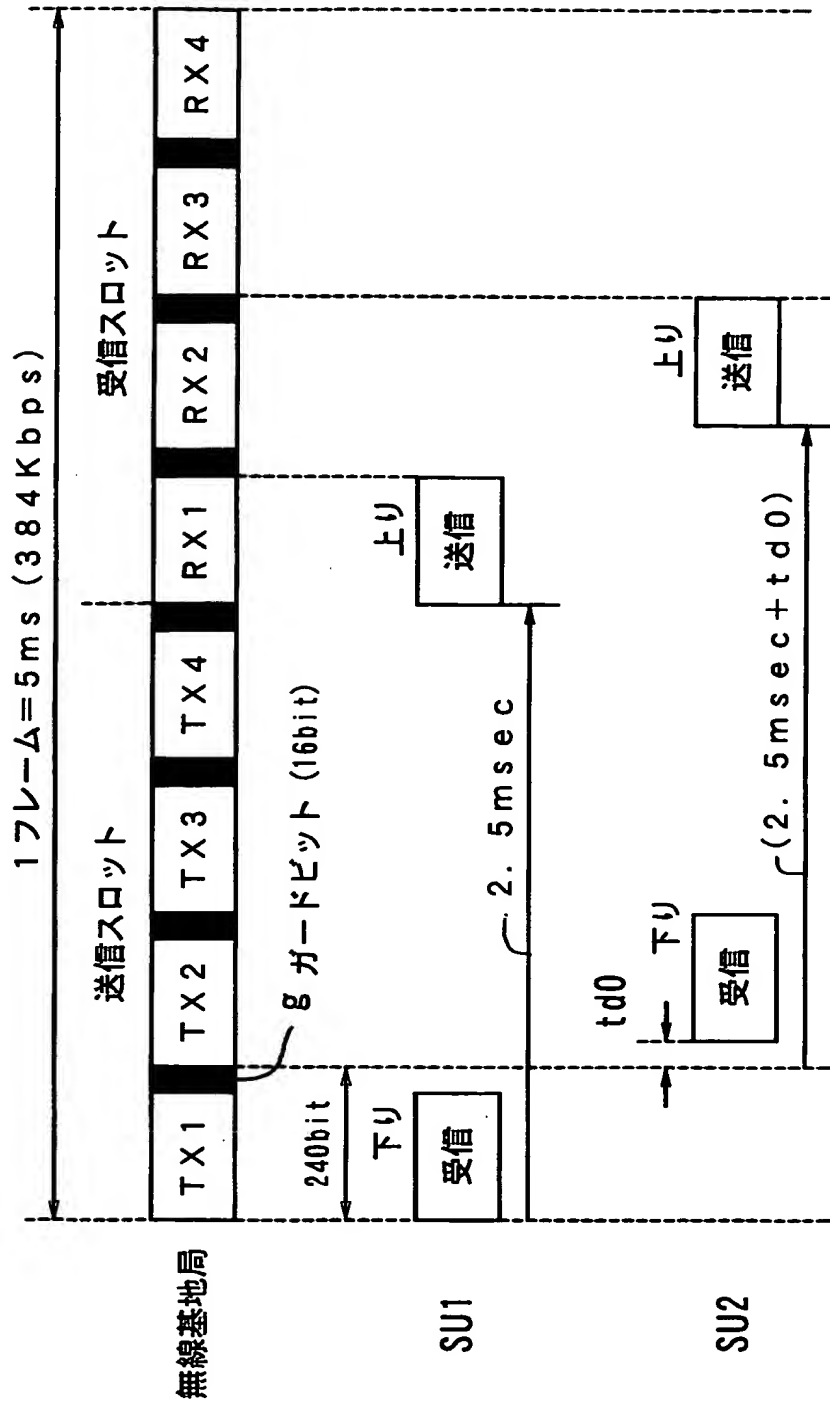 1フレーム=5ms (384Kbps)
送信スロット
受信スロット
無線基地局
TX1
TX2
TX3
TX4
RX1
RX2
RX3
RX4
g ガードビット (16bit)
240bit
SU1
下り
受信
上り
送信
2. 5msec
SU2
td0
下り
受信
上り
送信
(2. 5msec+td0)